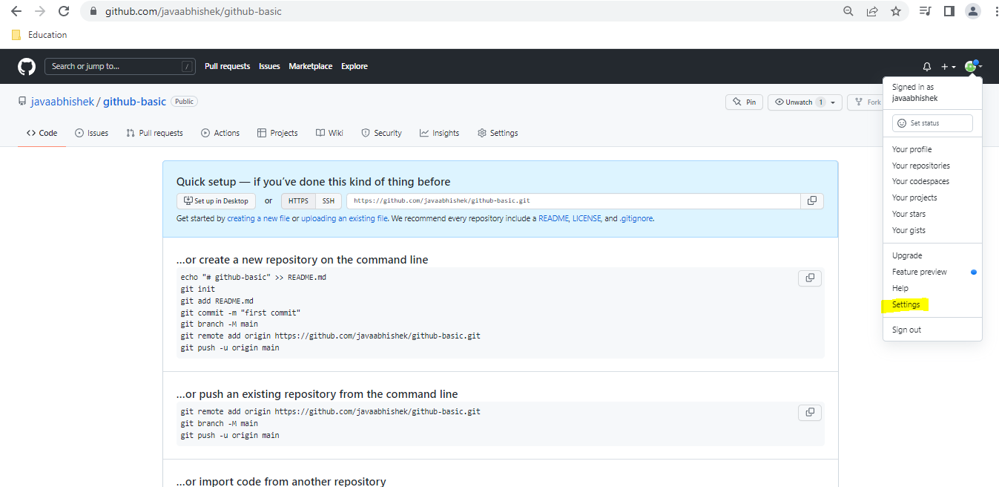 github.com/javaabhishek/github-basic
Education
Search or jump to... /
Pull requests Issues Marketplace Explore
Signed in as
javaabhishek
javaabhishek / github-basic Public
Pin Unwatch 1 Fork
Set status
Code Issues Pull requests Actions Projects Wiki Security Insights Settings
Your profile
Your repositories
Your codespaces
Your projects
Your stars
Your gists
Upgrade
Feature preview
Help
Settings
Sign out
Quick setup — if you've done this kind of thing before
Set up in Desktop or HTTPS SSH https://github.com/javaabhishek/github-basic.git
Get started by creating a new file or uploading an existing file. We recommend every repository include a README, LICENSE, and .gitignore.
...or create a new repository on the command line
echo "# github-basic" >> README.md
git init
git add README.md
git commit -m "first commit"
git branch -M main
git remote add origin https://github.com/javaabhishek/github-basic.git
git push -u origin main
...or push an existing repository from the command line
git remote add origin https://github.com/javaabhishek/github-basic.git
git branch -M main
git push -u origin main
...or import code from another repository